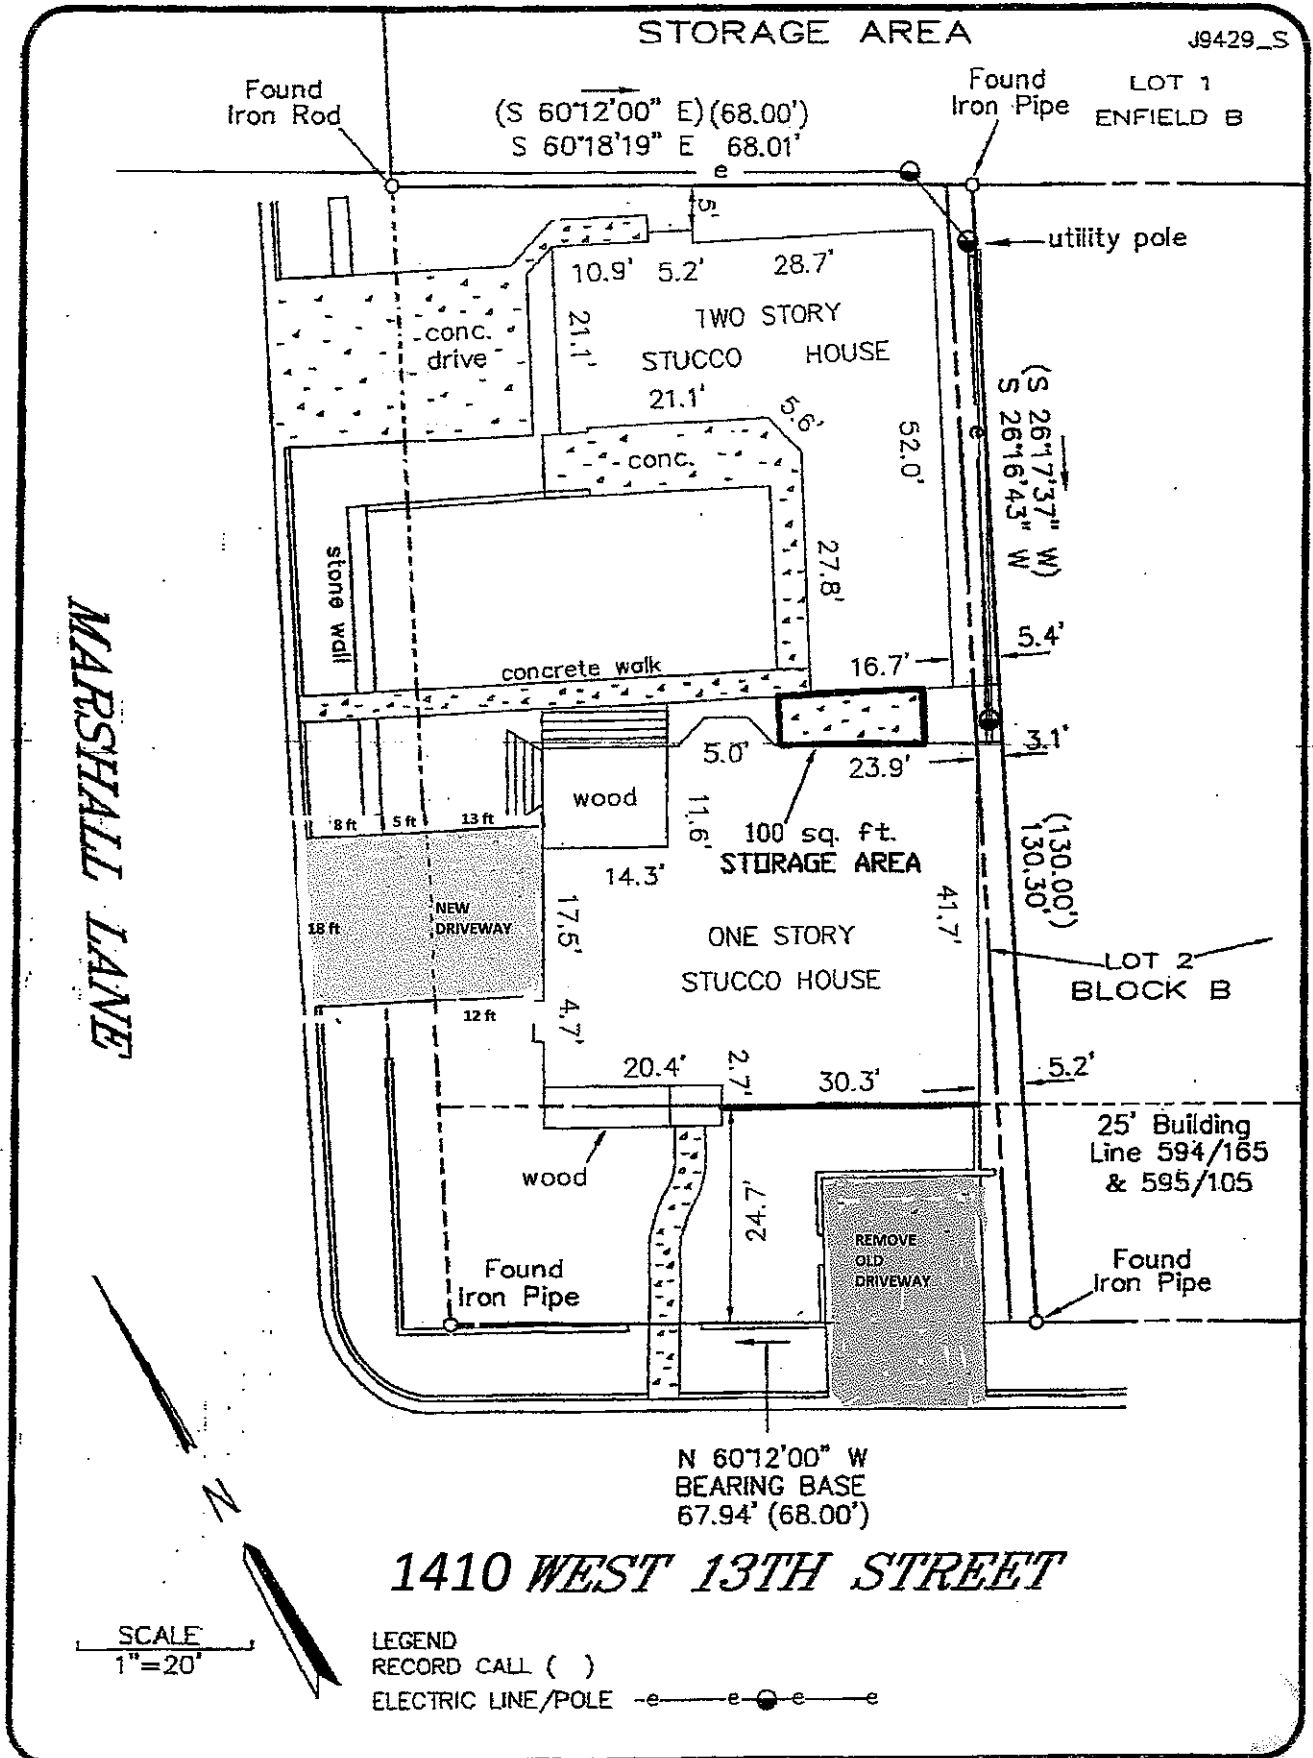 STORAGE AREA
J9429_S
Found
Iron Rod
(S 60°12'00" E)(68.00')
S 60°18'19" E 68.01'
Found
Iron Pipe
LOT 1
ENFIELD B
e
5'
utility pole
10.9' 5.2' 28.7'
TWO STORY
STUCCO HOUSE
21.1'
conc.
drive
21.1'
5.6'
52.0'
conc.
e
(S 26°17'37" W)
S 26°16'43" W
27.8'
stone wall
5.4'
concrete walk
16.7'
3.1'
5.0'
23.9'
wood
11.6'
100 sq. ft.
STORAGE AREA
8 ft 5 ft 13 ft
14.3'
(130.00')
130.30'
MARSHALL LANE
18 ft
NEW
DRIVEWAY
17.5'
41.7'
ONE STORY
STUCCO HOUSE
LOT 2
BLOCK B
12 ft
4.7'
20.4'
2.7'
30.3'
5.2'
25' Building
Line 594/165
& 595/105
wood
24.7'
REMOVE
OLD
DRIVEWAY
Found
Iron Pipe
Found
Iron Pipe
N 60°12'00" W
BEARING BASE
67.94' (68.00')
N
1410 WEST 13TH STREET
SCALE
1"=20'
LEGEND
RECORD CALL ( )
ELECTRIC LINE/POLE -e-e-e-e